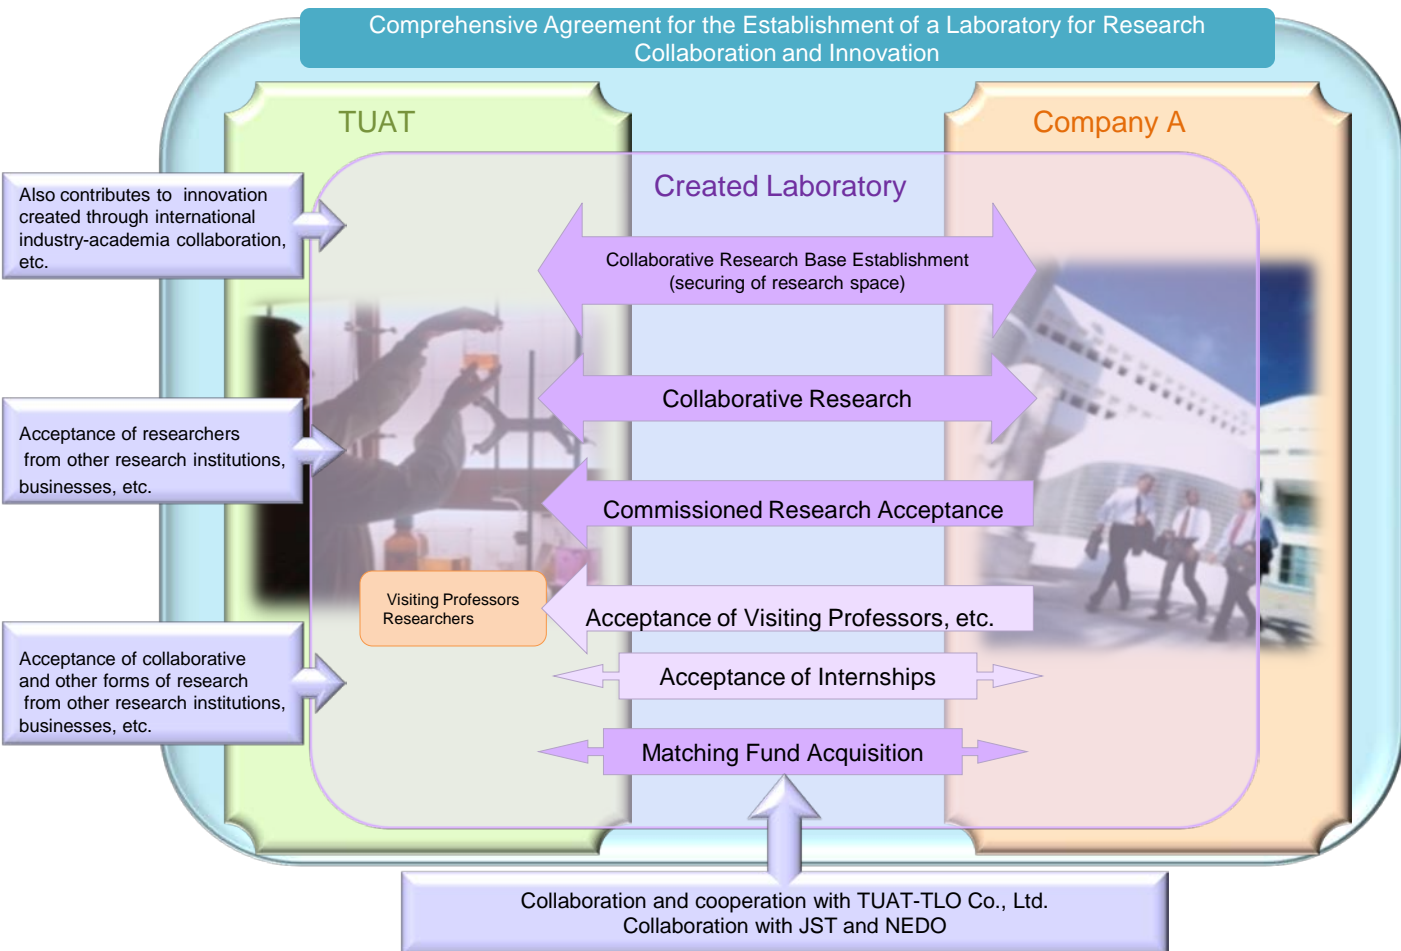 Comprehensive Agreement for the Establishment of a Laboratory for Research
Collaboration and Innovation
TUAT
Company A
Created Laboratory
Also contributes to innovation
created through international
industry-academia collaboration,
etc.
Collaborative Research Base Establishment
(securing of research space)
Collaborative Research
Acceptance of researchers
from other research institutions,
businesses, etc.
Commissioned Research Acceptance
Visiting Professors
Researchers
Acceptance of Visiting Professors, etc.
Acceptance of collaborative
and other forms of research
from other research institutions,
businesses, etc.
Acceptance of Internships
Matching Fund Acquisition
Collaboration and cooperation with TUAT-TLO Co., Ltd.
Collaboration with JST and NEDO